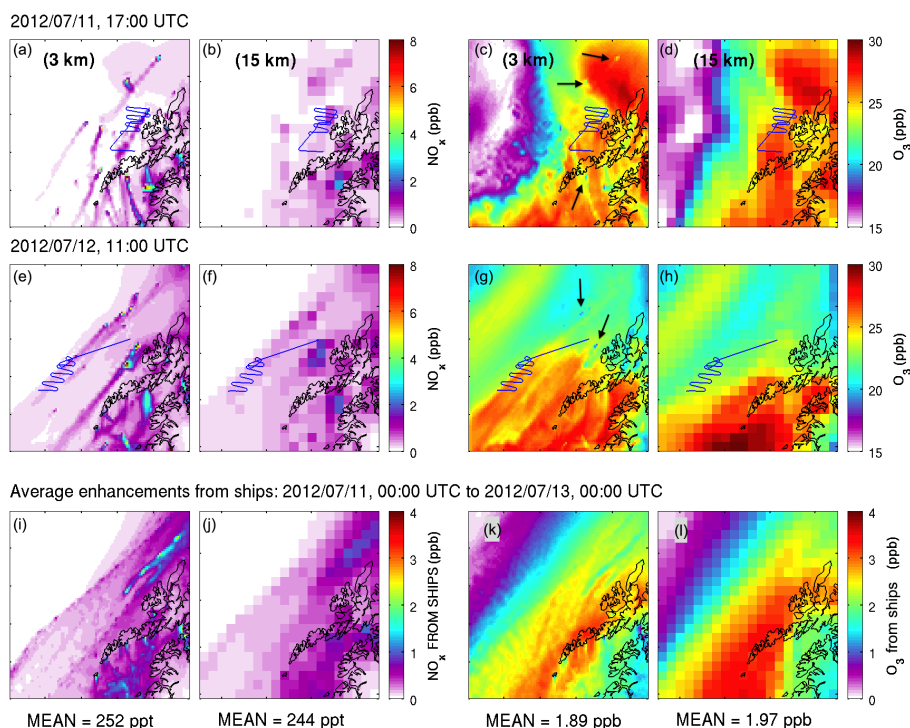 2012/07/11, 17:00 UTC
(a) (3 km) (b) (15 km) 8 6 4 2 0 NOx (ppb) (c) (3 km) (d) (15 km) 30 25 20 15 O3 (ppb)
2012/07/12, 11:00 UTC
(e) (f) 8 6 4 2 0 NOx (ppb) (g) (h) 30 25 20 15 O3 (ppb)
Average enhancements from ships: 2012/07/11, 00:00 UTC to 2012/07/13, 00:00 UTC
(i) (j) 4 3 2 1 0 NOx FROM SHIPS (ppb) (k) (l) 4 3 2 1 0 O3 from ships (ppb)
MEAN = 252 ppt MEAN = 244 ppt MEAN = 1.89 ppb MEAN = 1.97 ppb